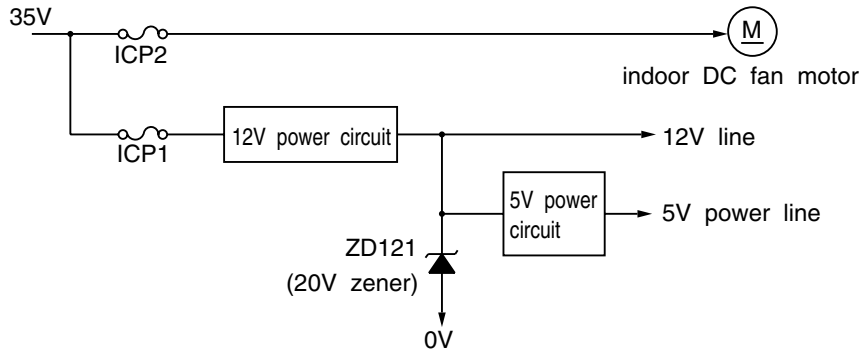 35V
ICP2
M
indoor DC fan motor
ICP1
12V power circuit
12V line
5V power
circuit
5V power line
ZD121
(20V zener)
0V